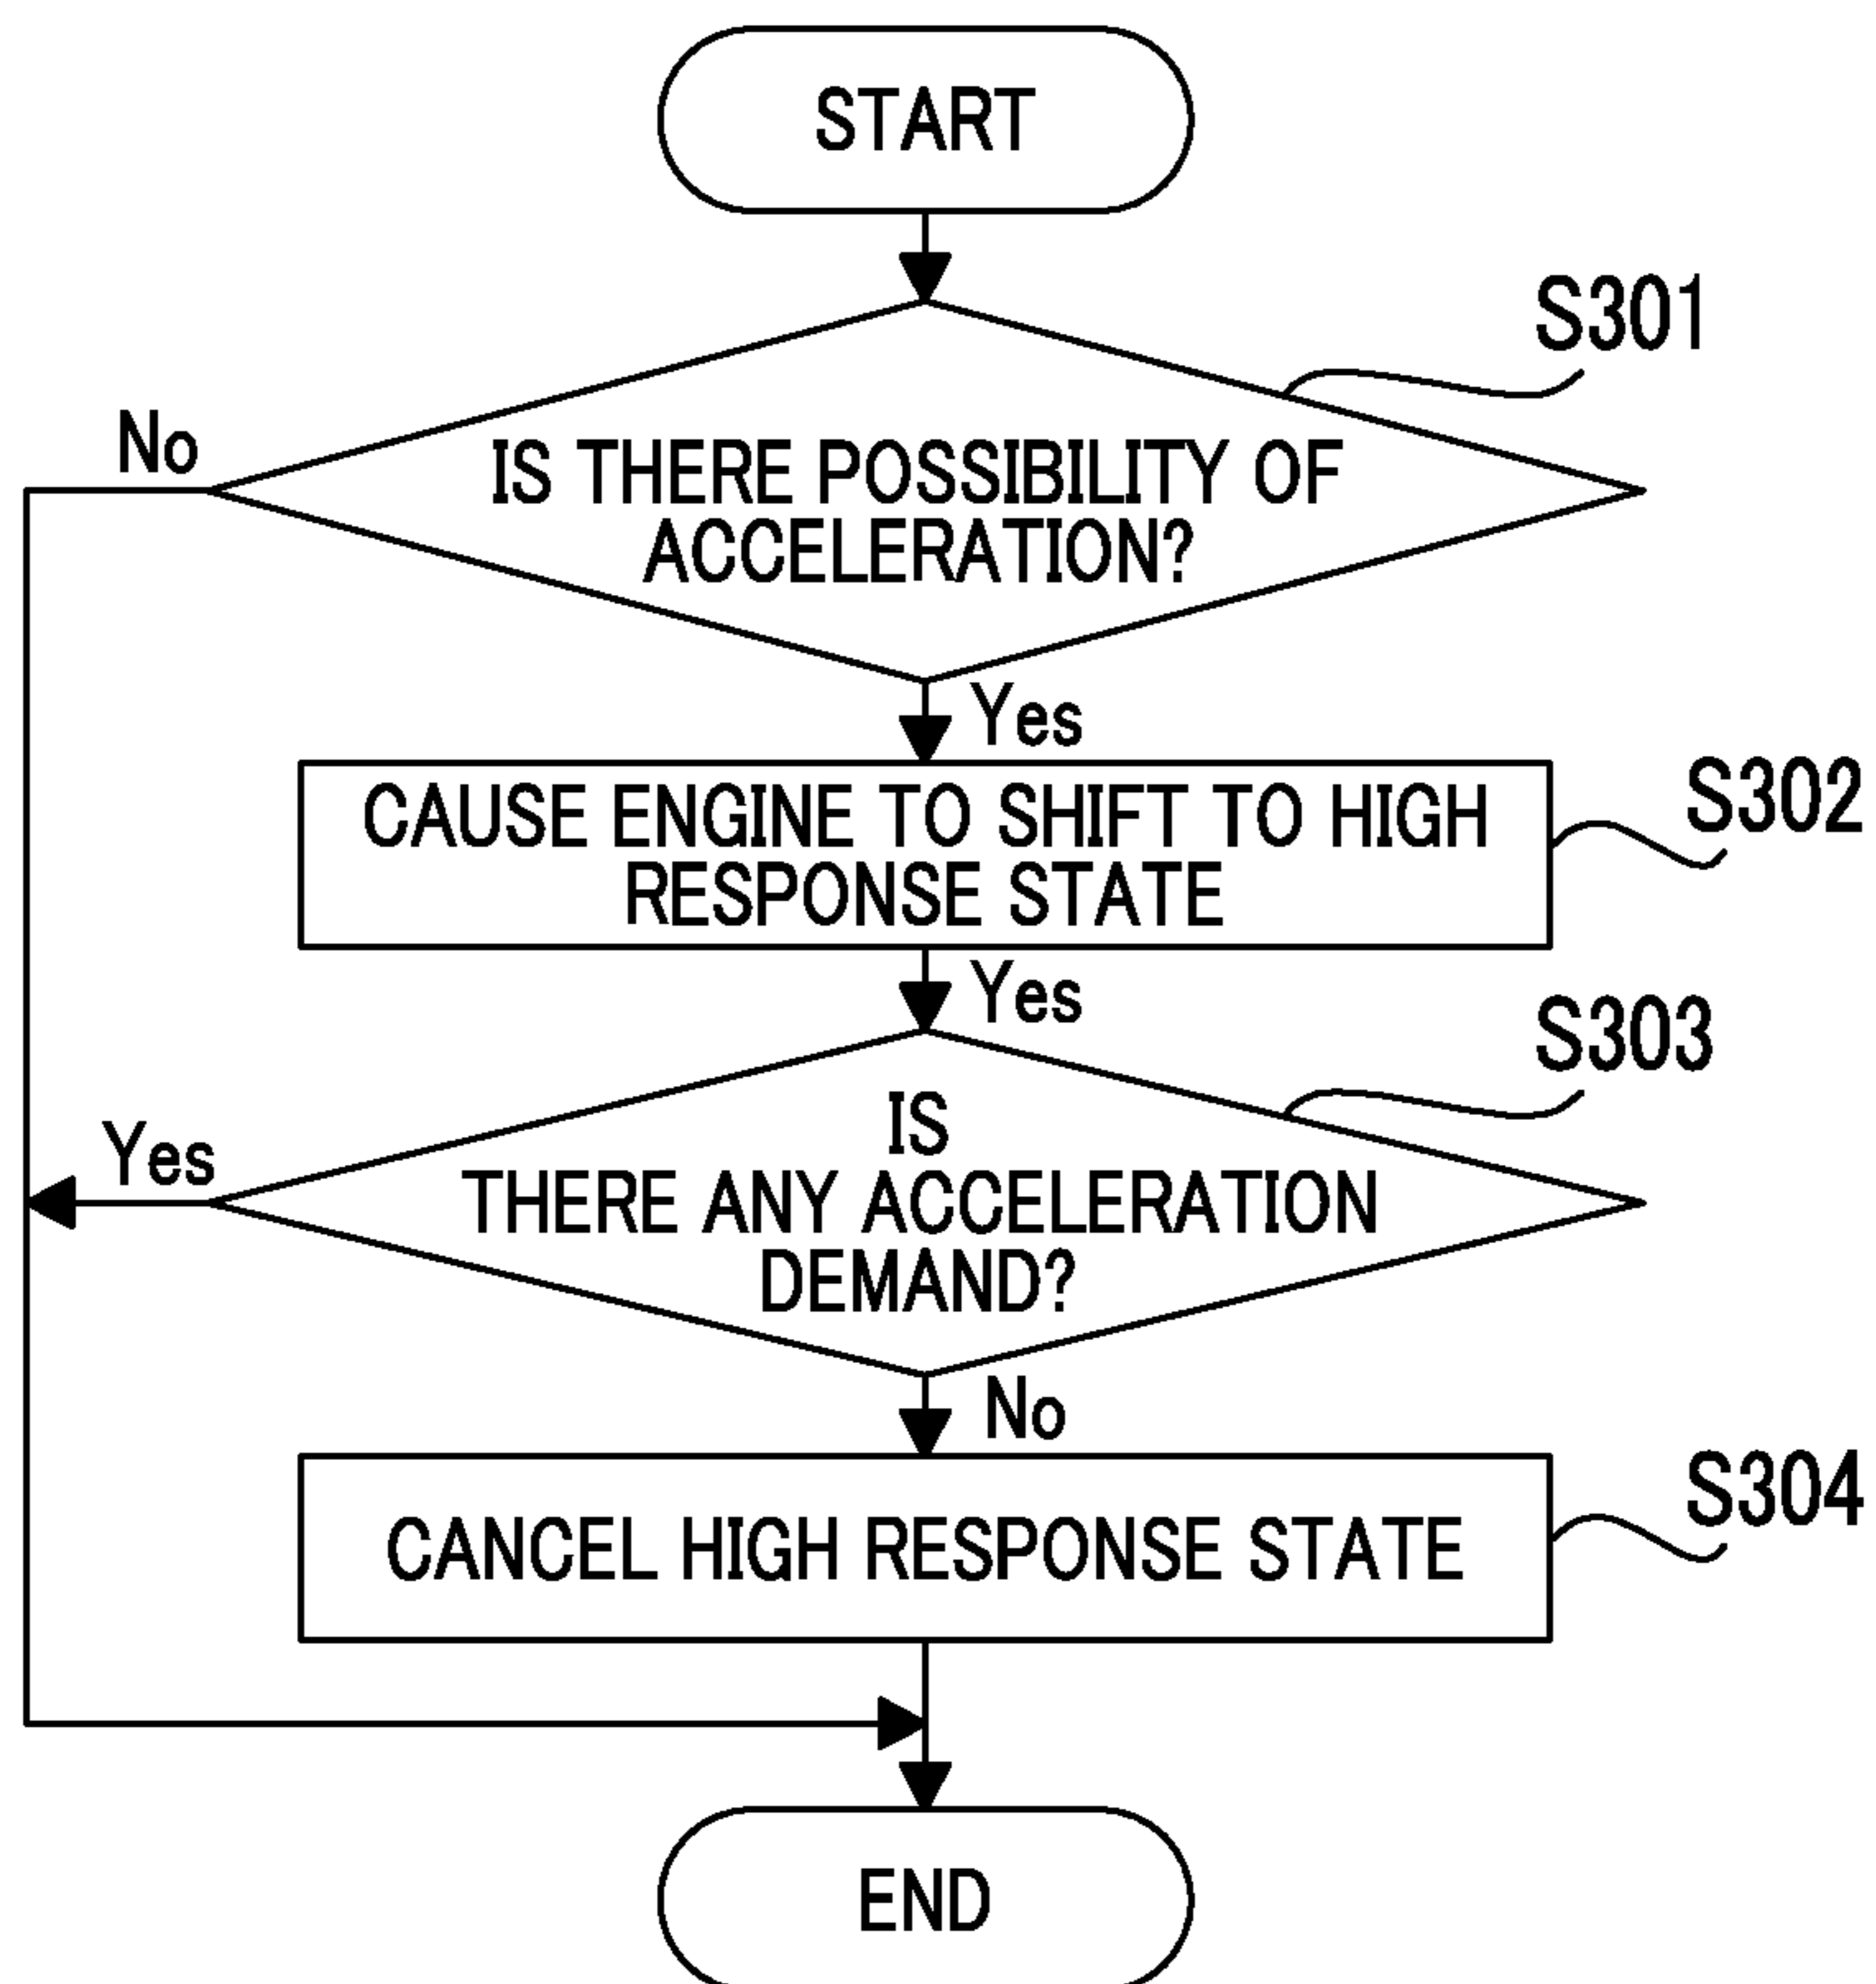 START
S301
No
IS THERE POSSIBILITY OF
ACCELERATION?
Yes
S302
CAUSE ENGINE TO SHIFT TO HIGH
RESPONSE STATE
Yes
S303
IS
Yes
THERE ANY ACCELERATION
DEMAND?
No
S304
CANCEL HIGH RESPONSE STATE
END